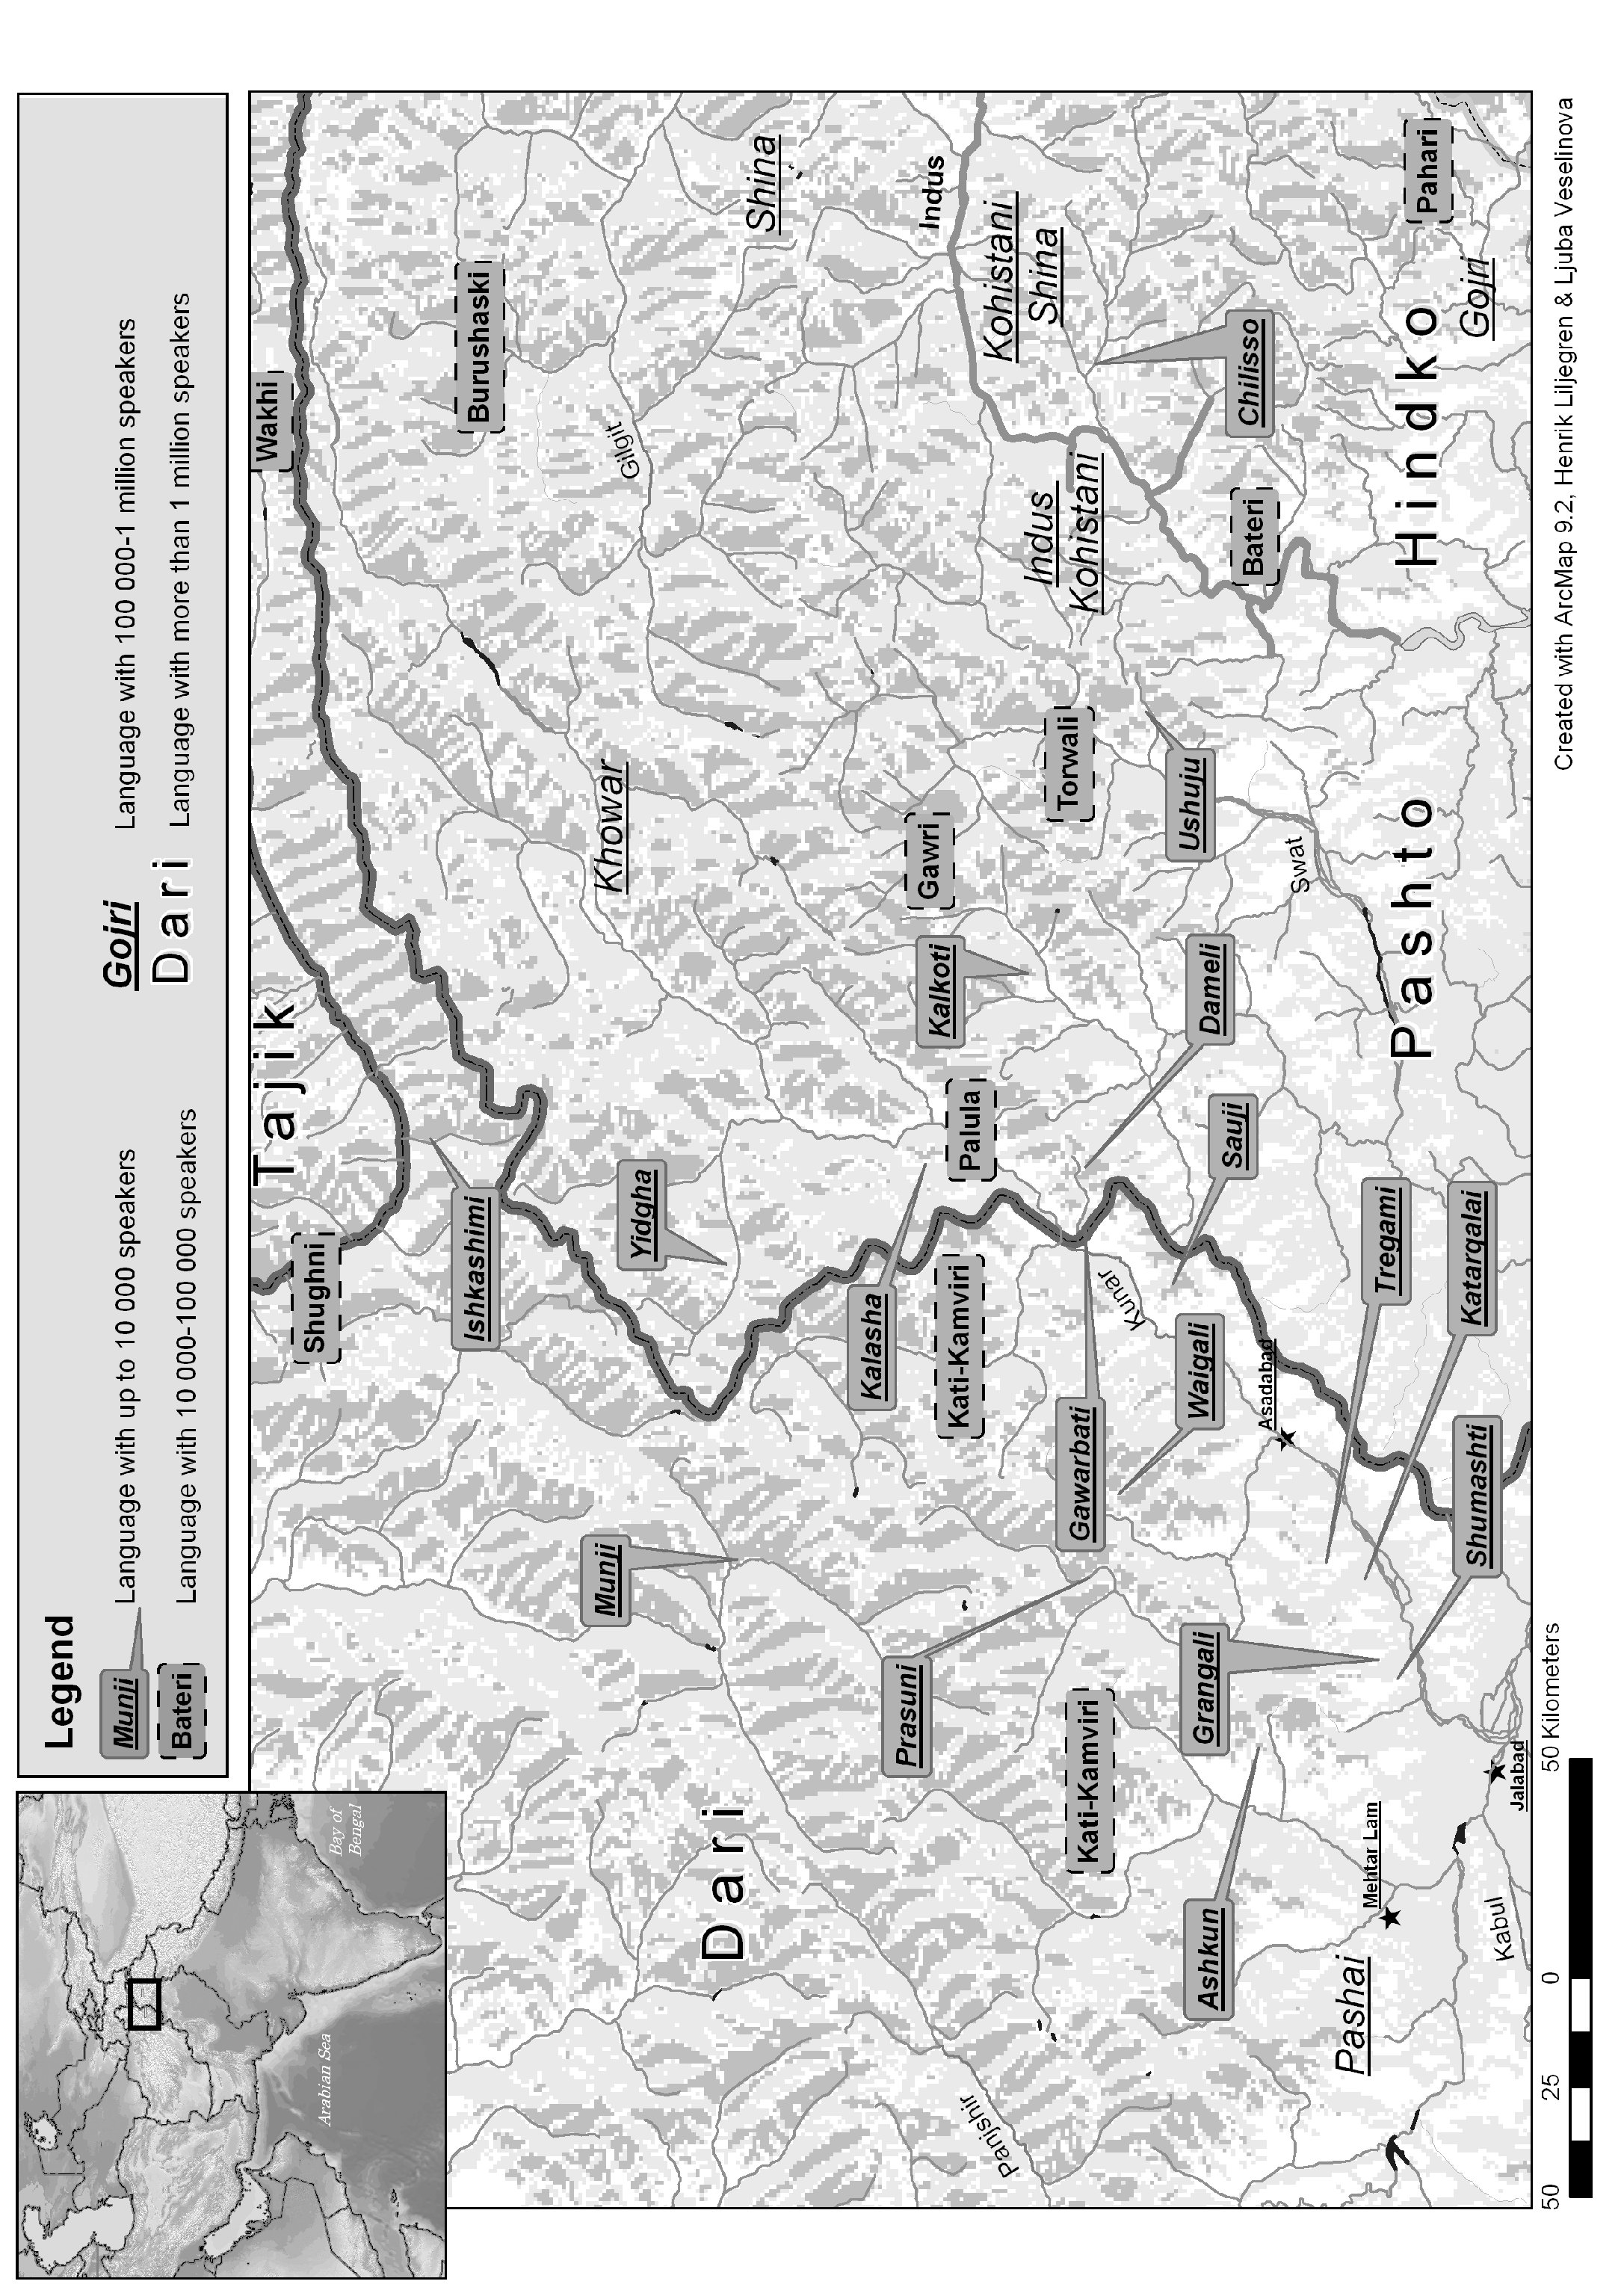 Legend
Munji
Language with up to 10 000 speakers
Bateri
Language with 10 000-100 000 speakers
Gojri
Language with 100 000-1 million speakers
Dari
Language with more than 1 million speakers
Bay of
Bengal
Arabian Sea
Tajik
Wakhi
Shughni
Ishkashimi
Burushaski
Munji
Yidgha
Khowar
Gilgit
Shina
Dari
Kalasha
Prasuni
Kati-Kamviri
Palula
Kalkoti
Gawri
Indus
Kohistani
Shina
Panjshir
Kati-Kamviri
Gawarbati
Kunar
Torwali
Indus
Kohistani
Ashkun
Grangali
Waigali
Sauji
Dameli
Ushuju
Bateri
Chilisso
Asadabad
Swat
Pashai
Mehtar Lam
Tregami
Pashto
Hindko
Pahari
Katarqalai
Shumashti
Gojri
Kabul
Jalabad
50
25
0
50 Kilometers
Created with ArcMap 9.2, Henrik Liljegren & Ljuba Veselinova